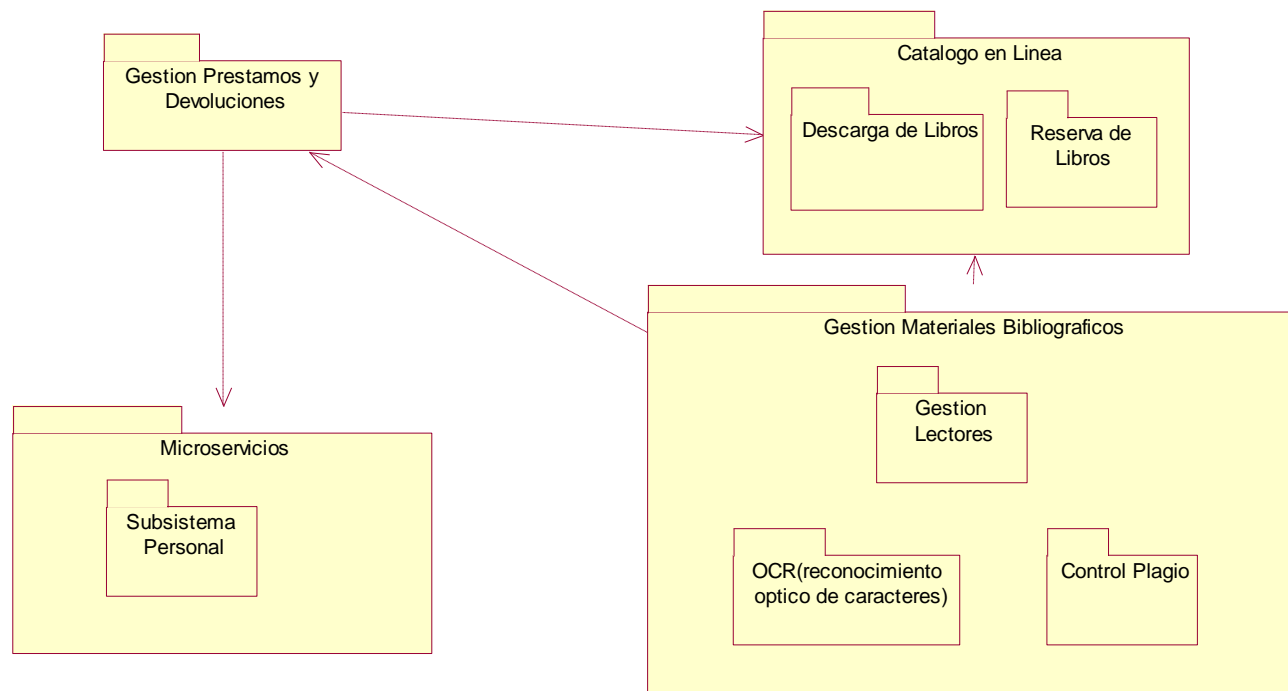 Gestion Prestamos y
Devoluciones
Catalogo en Linea
Descarga de Libros
Reserva de
Libros
Gestion Materiales Bibliograficos
Gestion
Lectores
Microservicios
Subsistema
Personal
OCR(reconocimiento
optico de caracteres)
Control Plagio